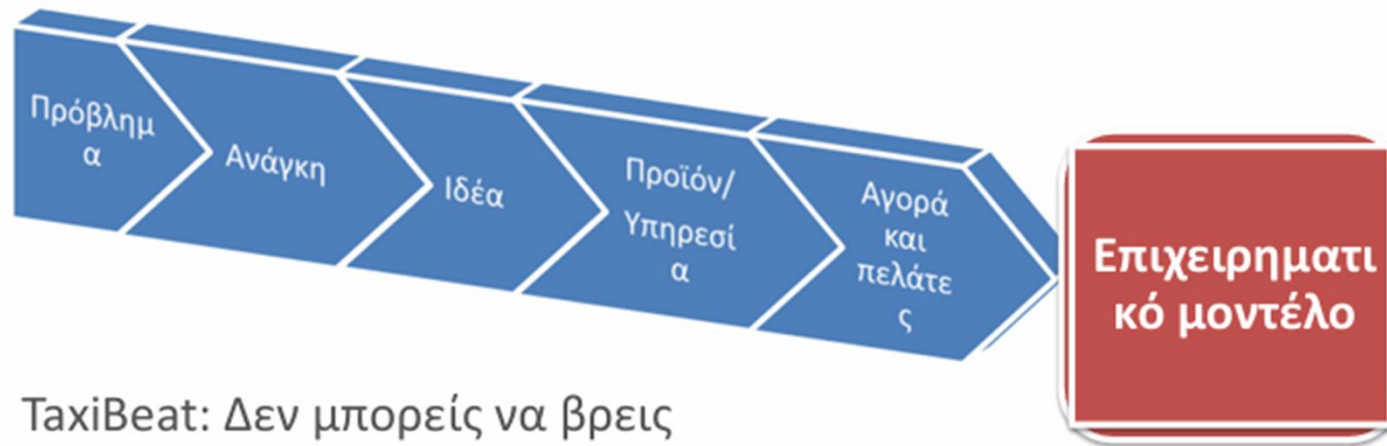 Πρόβλημ
α
Ανάγκη
Ιδέα
Προϊόν/
Υπηρεσί
α
Αγορά
και
πελάτε
ς
Επιχειρηματι
κό μοντέλο
TaxiBeat: Δεν μπορείς να βρεις